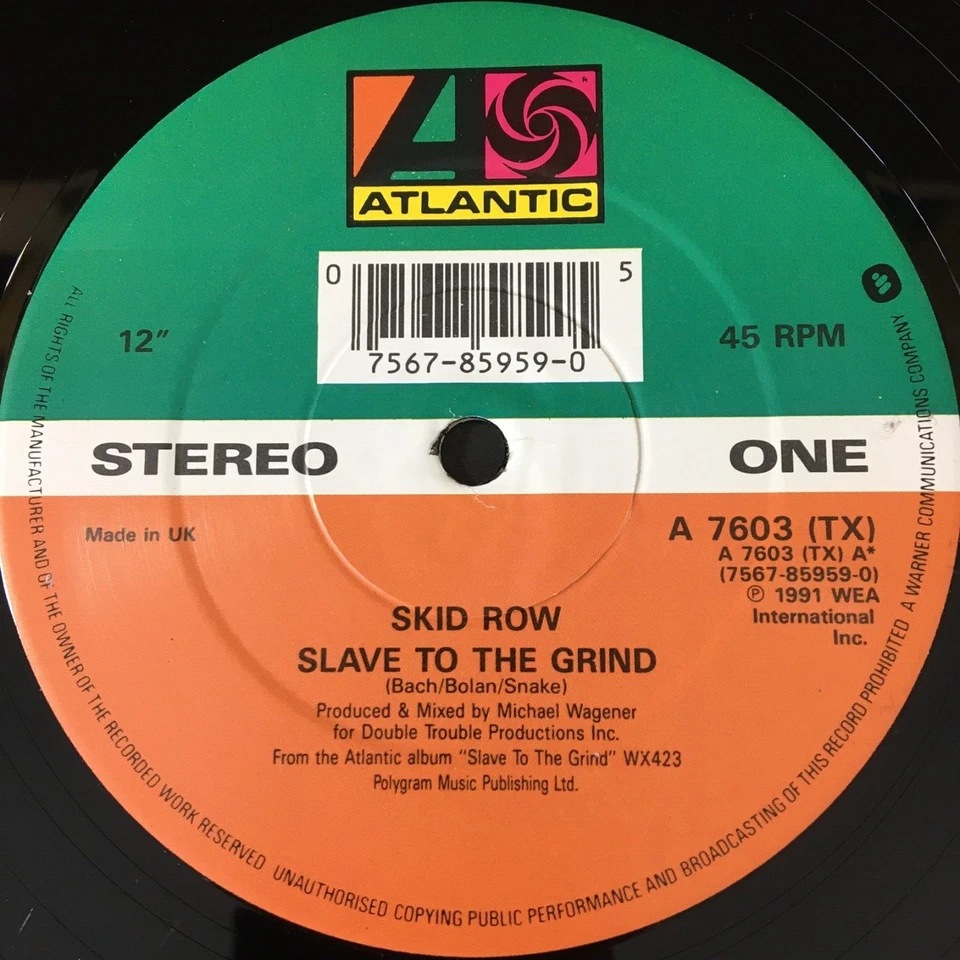 ATLANTIC
0 5
7567-85959-0
12" 45 RPM
STEREO ONE
Made in UK
A 7603 (TX)
A 7603 (TX) A*
(7567-85959-0)
℗ 1991 WEA
International
Inc.
SKID ROW
SLAVE TO THE GRIND
(Bach/Bolan/Snake)
Produced & Mixed by Michael Wagener
for Double Trouble Productions Inc.
From the Atlantic album "Slave To The Grind" WX423
Polygram Music Publishing Ltd.
ALL RIGHTS OF THE MANUFACTURER AND OF THE OWNER OF THE RECORDED WORK RESERVED UNAUTHORISED COPYING PUBLIC PERFORMANCE AND BROADCASTING OF THIS RECORD PROHIBITED A WARNER COMMUNICATIONS COMPANY